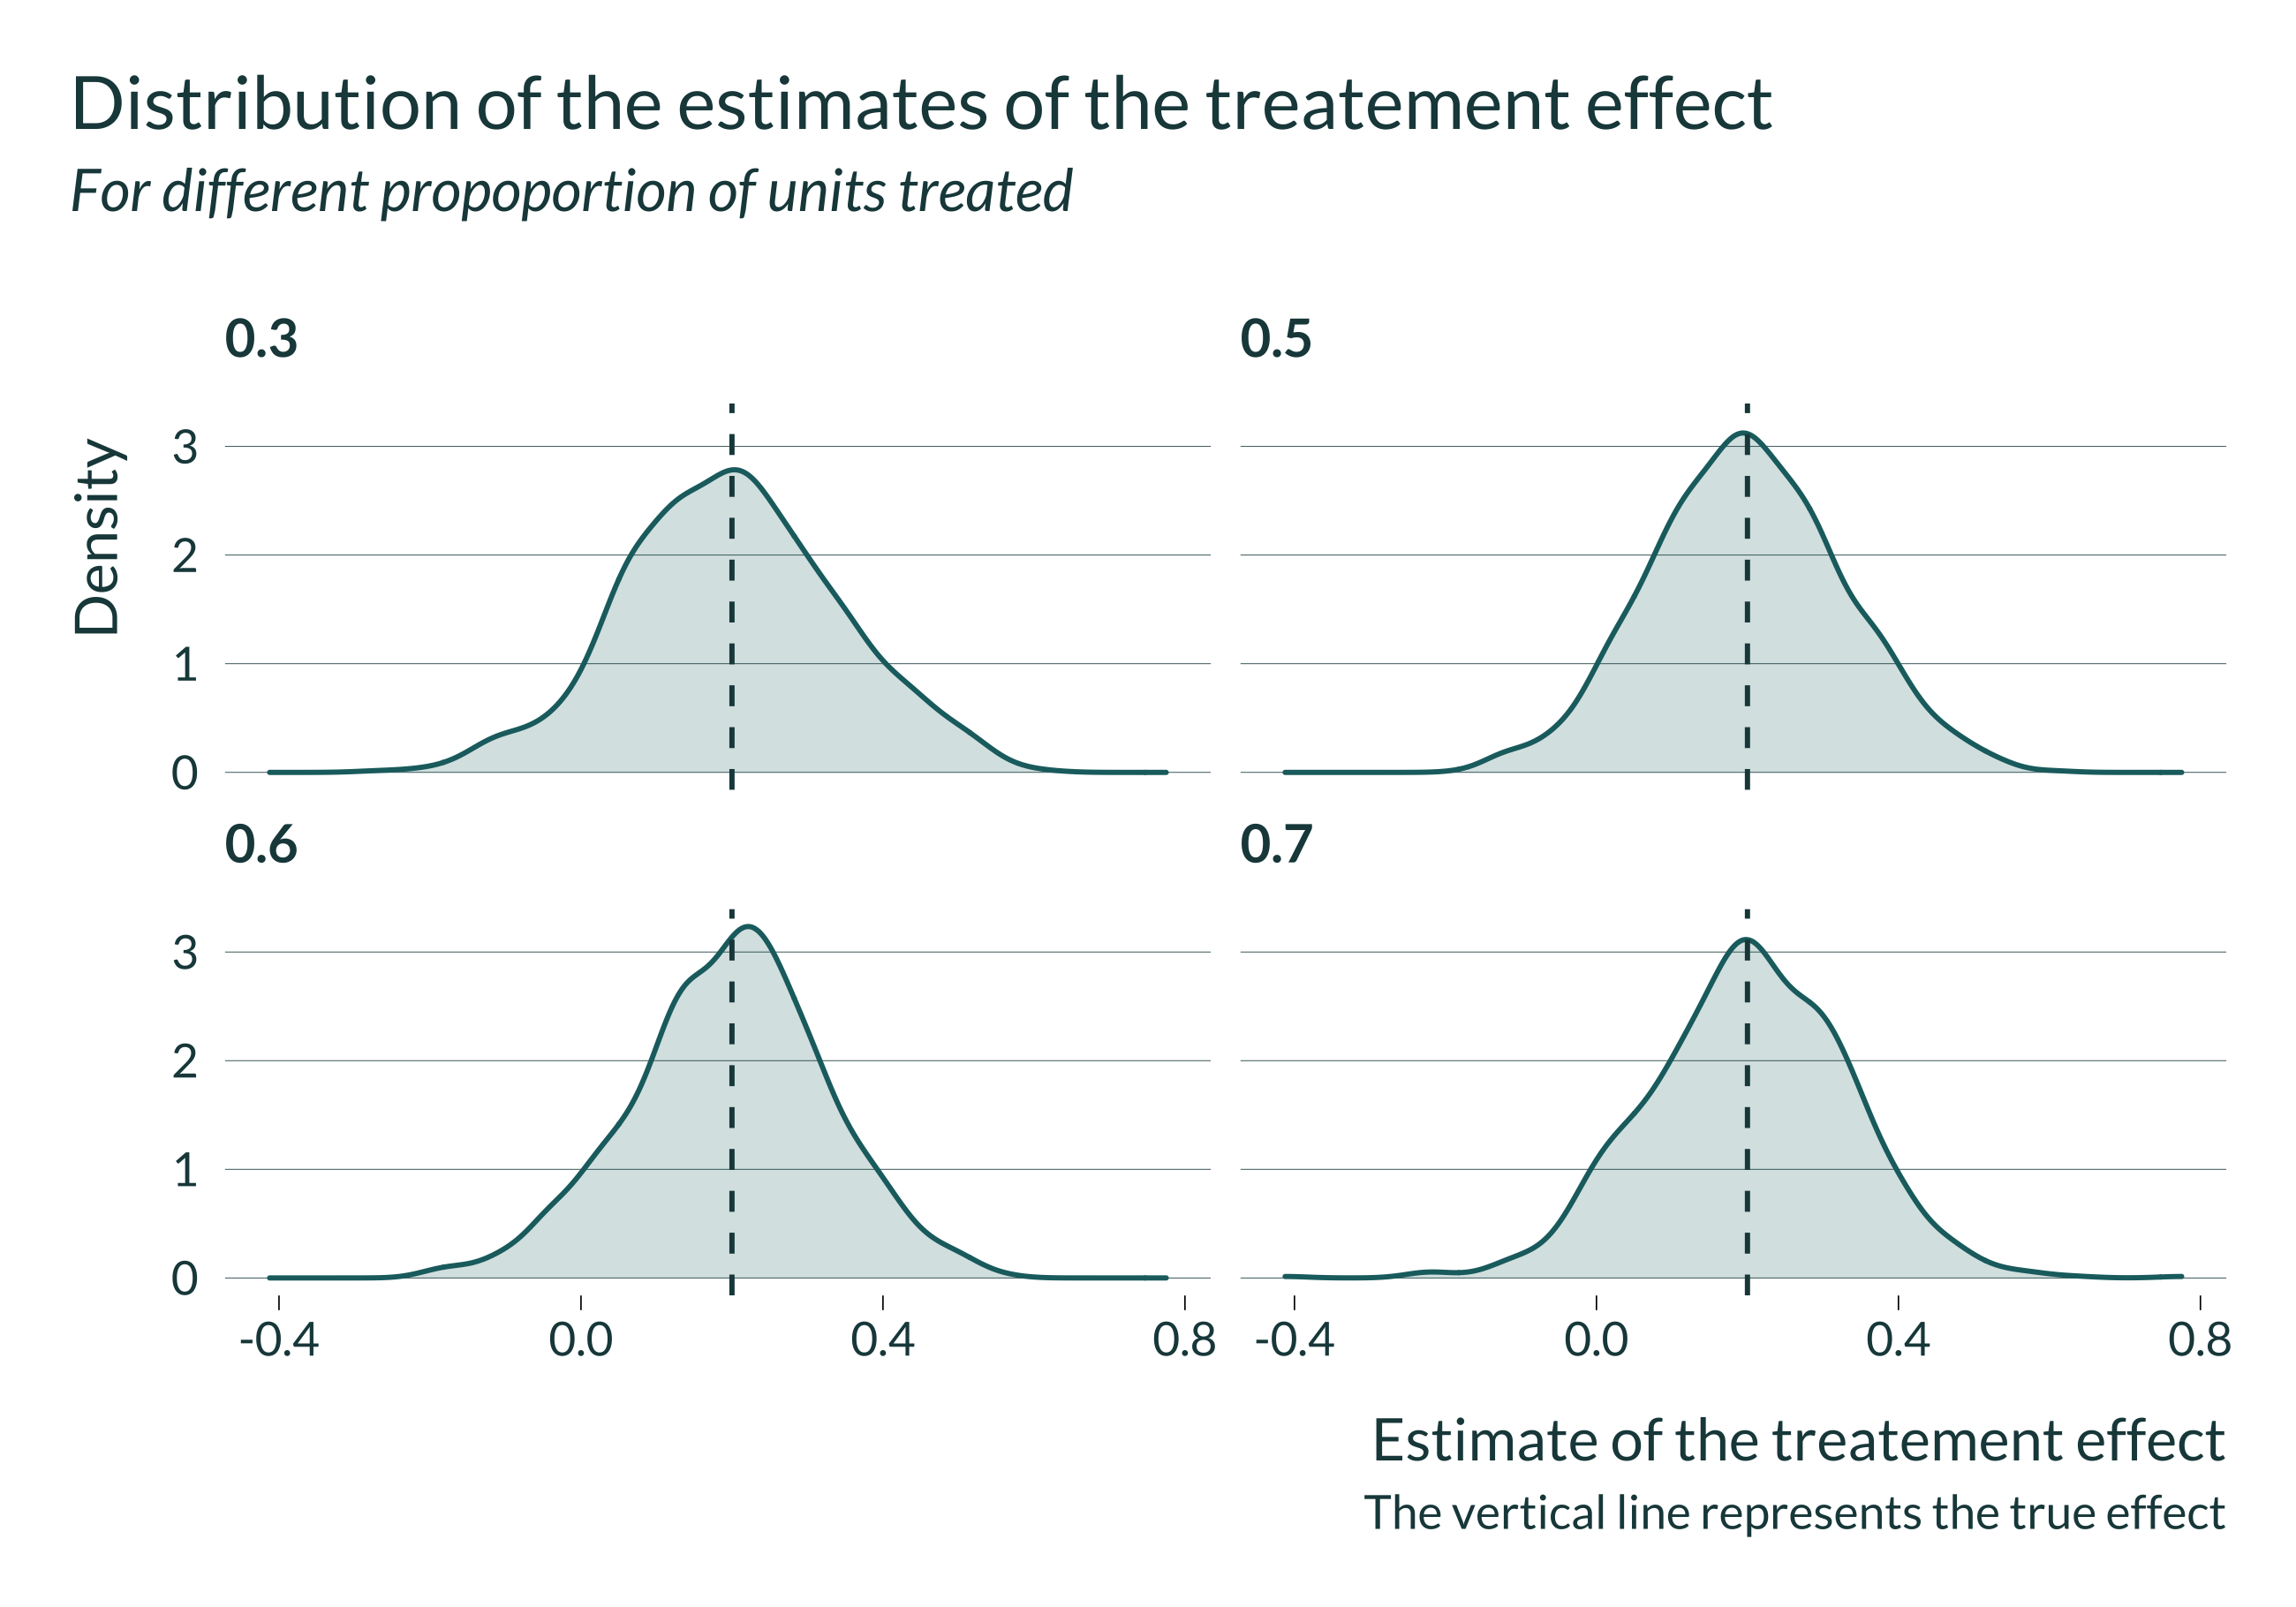 Distribution of the estimates of the treatement effect
For different propoportion of units treated
0.3
0.5
Density
3
2
1
0
0.6
0.7
3
2
1
0
-0.4 0.0 0.4 0.8 -0.4 0.0 0.4 0.8
Estimate of the treatement effect
The vertical line represents the true effect